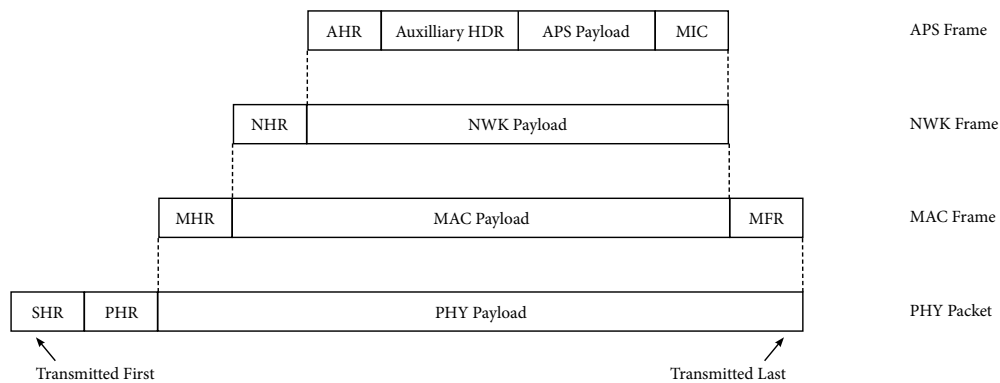 AHR Auxilliary HDR APS Payload MIC APS Frame
NHR NWK Payload NWK Frame
MHR MAC Payload MFR MAC Frame
SHR PHR PHY Payload PHY Packet
Transmitted First Transmitted Last